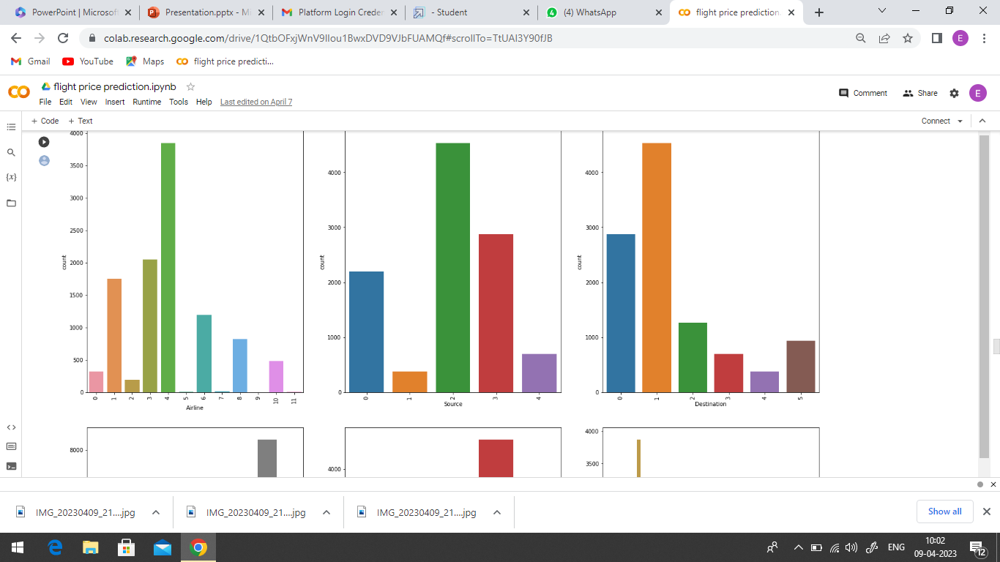 PowerPoint | Microsof
Presentation.pptx - Mi
Platform Login Creder
- Student
(4) WhatsApp
flight price prediction.
colab.research.google.com/drive/1QtbOFxjWnV9lIou1BwxDVD9VJbFUAMQf#scrollTo=TtUAI3Y90fJB
E
Gmail
YouTube
Maps
flight price predicti...
flight price prediction.ipynb
File Edit View Insert Runtime Tools Help Last edited on April 7
Comment
Share
E
+ Code + Text
Connect
{x}
4000
3500
3000
2500
2000
1500
1000
500
0
count
0 1 2 3 4 5 6 7 8 9 10 11
Airline
4000
3000
2000
1000
0
count
0 1 2 3 4
Source
4000
3000
2000
1000
0
count
0 1 2 3 4 5
Destination
8000
4000
4000
3500
IMG_20230409_21....jpg
IMG_20230409_21....jpg
IMG_20230409_21....jpg
Show all
ENG
10:02
09-04-2023
12